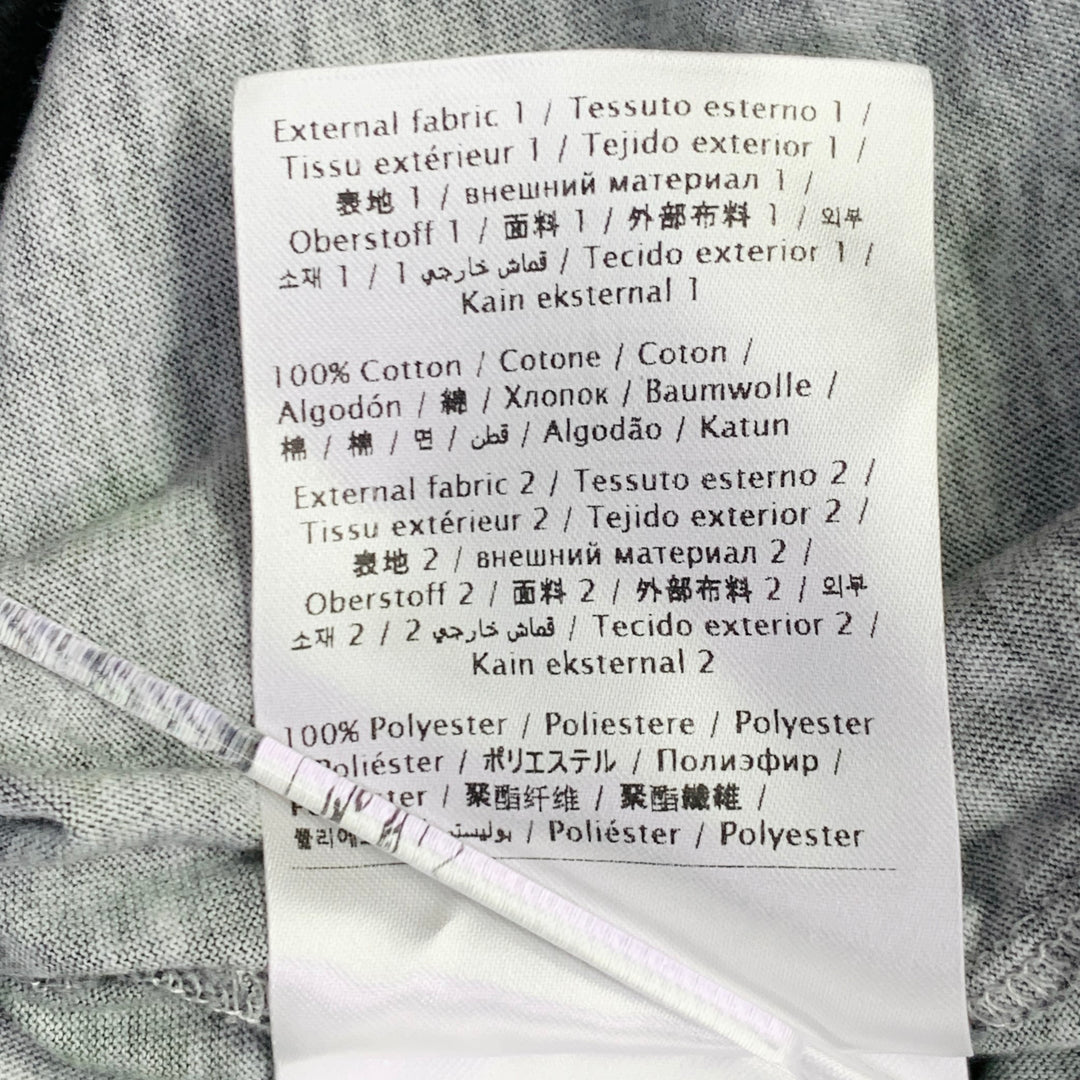 External fabric 1 / Tessuto esterno 1 /
Tissu extérieur 1 / Tejido exterior 1 /
表地 1 / внешний материал 1 /
Oberstoff 1 / 面料 1 / 外部布料 1 / 외부
소재 1 / قماش خارجي 1 / Tecido exterior 1 /
Kain eksternal 1
100% Cotton / Cotone / Coton /
Algodón / 綿 / Хлопок / Baumwolle /
棉 / 棉 / 면 / قطن / Algodão / Katun
External fabric 2 / Tessuto esterno 2 /
Tissu extérieur 2 / Tejido exterior 2 /
表地 2 / внешний материал 2 /
Oberstoff 2 / 面料 2 / 外部布料 2 / 외부
소재 2 / قماش خارجي 2 / Tecido exterior 2 /
Kain eksternal 2
100% Polyester / Poliestere / Polyester
/ ポリエステル / Полиэфир /
/ 聚酯纤维 / 聚酯纖維 /
/ Poliéster / Polyester